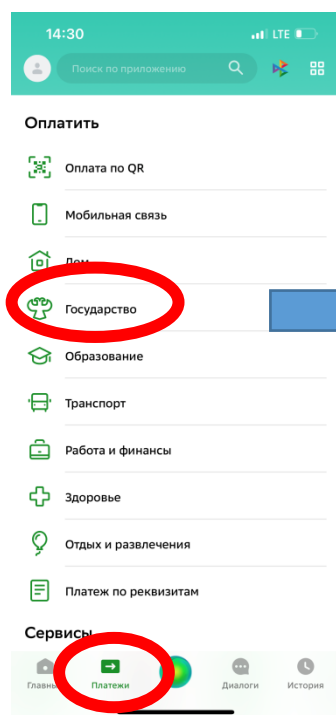 14:30
LTE
Поиск по приложению
Оплатить
Оплата по QR
Мобильная связь
Дом
Государство
Образование
Транспорт
Работа и финансы
Здоровье
Отдых и развлечения
Платеж по реквизитам
Сервисы
Платежи
Диалоги
История